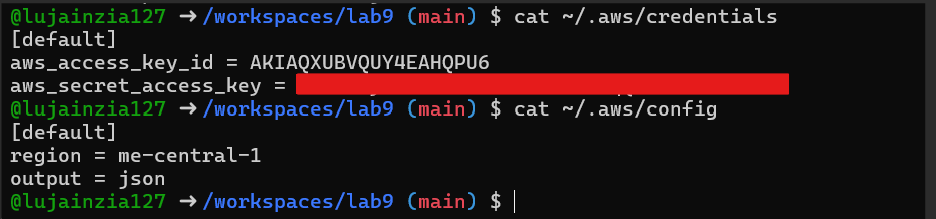 @lujainzia127 ➜ /workspaces/lab9 (main) $ cat ~/.aws/credentials
[default]
aws_access_key_id = AKIAQXUBVQUY4EAHQPU6
aws_secret_access_key =
@lujainzia127 ➜ /workspaces/lab9 (main) $ cat ~/.aws/config
[default]
region = me-central-1
output = json
@lujainzia127 ➜ /workspaces/lab9 (main) $